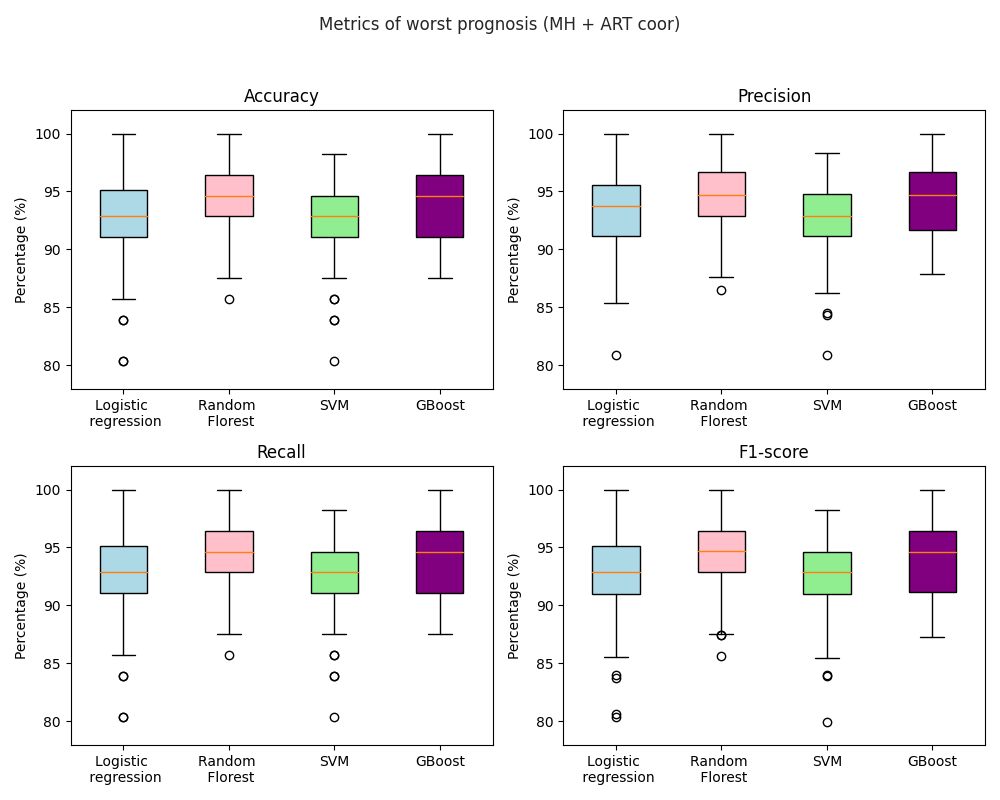 Metrics of worst prognosis (MH + ART coor)
Accuracy
Percentage (%)
100
95
90
85
80
Logistic
regression
Random
Florest
SVM
GBoost
Precision
Percentage (%)
100
95
90
85
80
Logistic
regression
Random
Florest
SVM
GBoost
Recall
Percentage (%)
100
95
90
85
80
Logistic
regression
Random
Florest
SVM
GBoost
F1-score
Percentage (%)
100
95
90
85
80
Logistic
regression
Random
Florest
SVM
GBoost